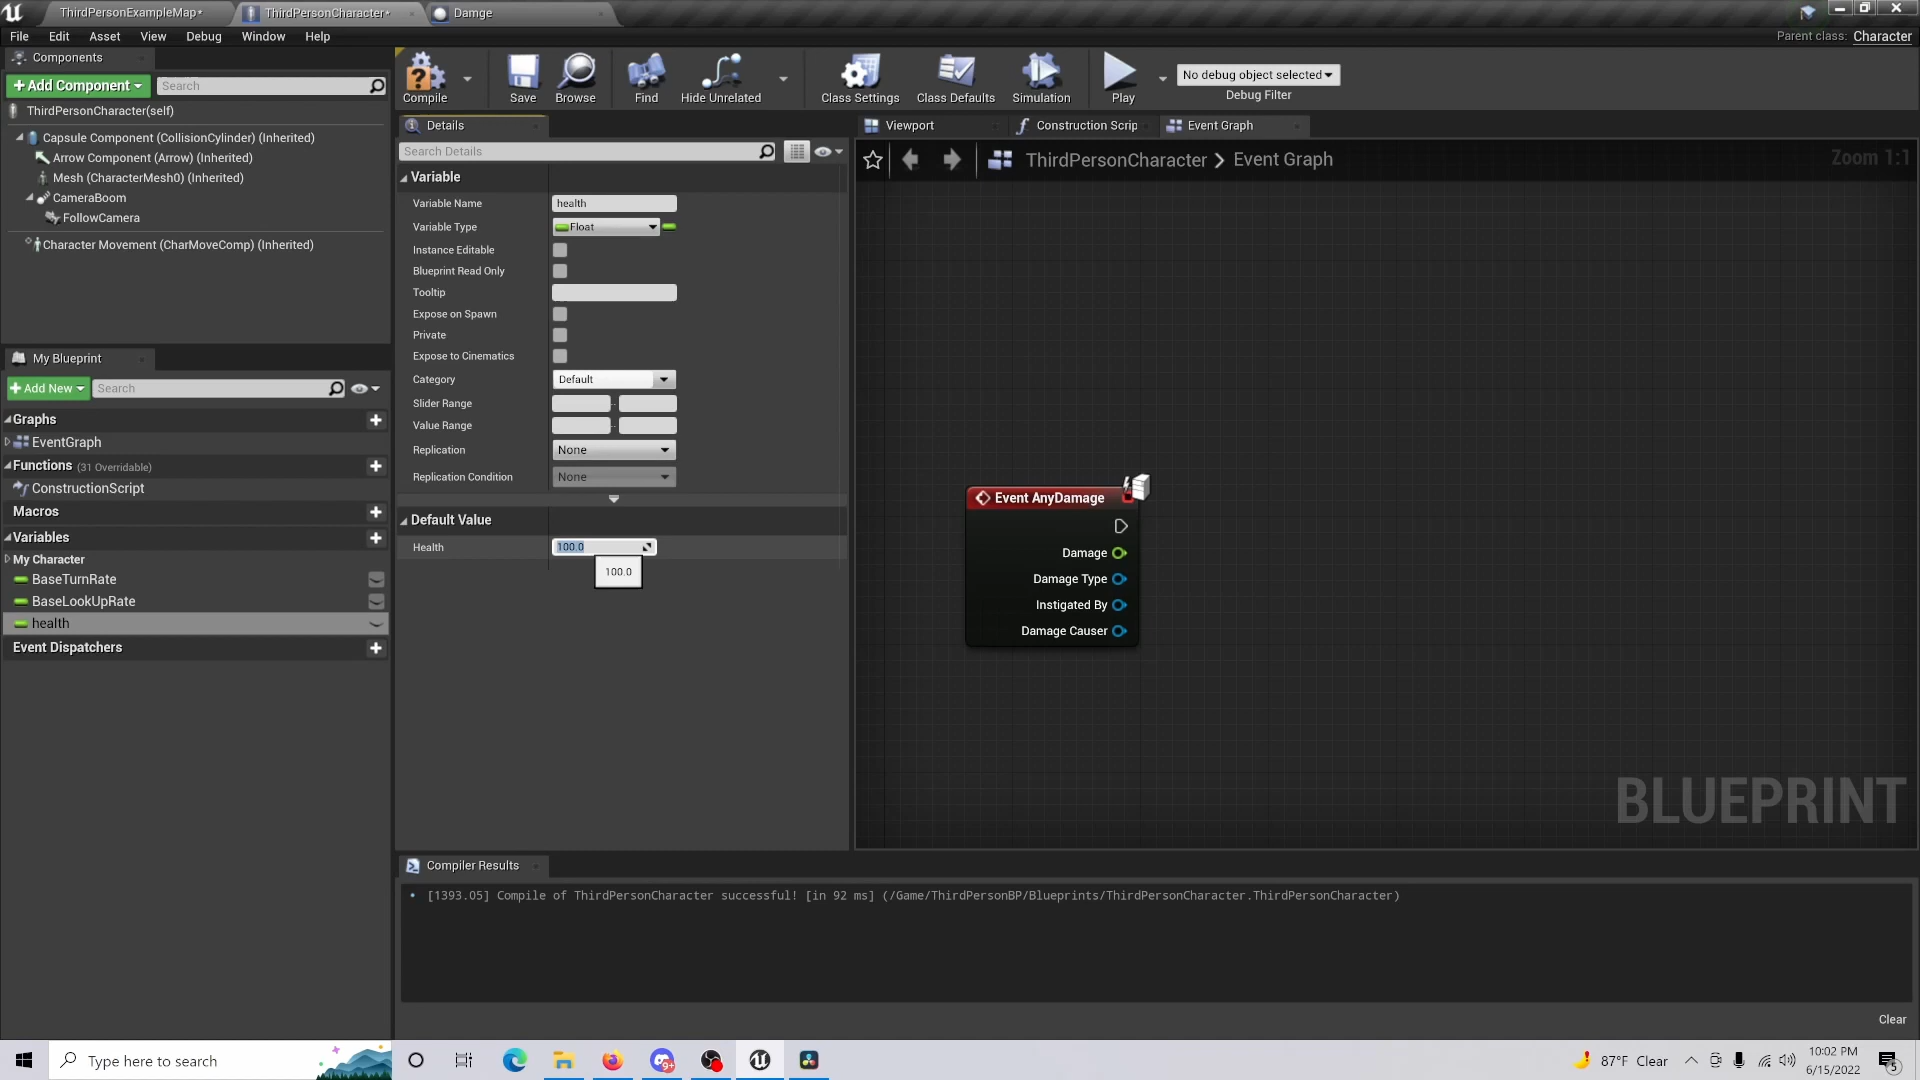 ThirdPersonExampleMap*
ThirdPersonCharacter*
Damge
File Edit Asset View Debug Window Help
Parent class: Character
Components
+ Add Component
Search
ThirdPersonCharacter(self)
Capsule Component (CollisionCylinder) (Inherited)
Arrow Component (Arrow) (Inherited)
Mesh (CharacterMesh0) (Inherited)
CameraBoom
FollowCamera
Character Movement (CharMoveComp) (Inherited)
Compile
Save
Browse
Find
Hide Unrelated
Class Settings
Class Defaults
Simulation
Play
No debug object selected
Debug Filter
Details
Search Details
Variable
Variable Name health
Variable Type Float
Instance Editable
Blueprint Read Only
Tooltip
Expose on Spawn
Private
Expose to Cinematics
Category Default
Slider Range
Value Range
Replication None
Replication Condition None
Default Value
Health 100.0
100.0
Viewport
Construction Scrip
Event Graph
ThirdPersonCharacter > Event Graph
Zoom 1:1
Event AnyDamage
Damage
Damage Type
Instigated By
Damage Causer
BLUEPRINT
My Blueprint
+ Add New
Search
Graphs
EventGraph
Functions (31 Overridable)
ConstructionScript
Macros
Variables
My Character
BaseTurnRate
BaseLookUpRate
health
Event Dispatchers
Compiler Results
[1393.05] Compile of ThirdPersonCharacter successful! [in 92 ms] (/Game/ThirdPersonBP/Blueprints/ThirdPersonCharacter.ThirdPersonCharacter)
Clear
Type here to search
9+
87°F Clear
10:02 PM
6/15/2022
5